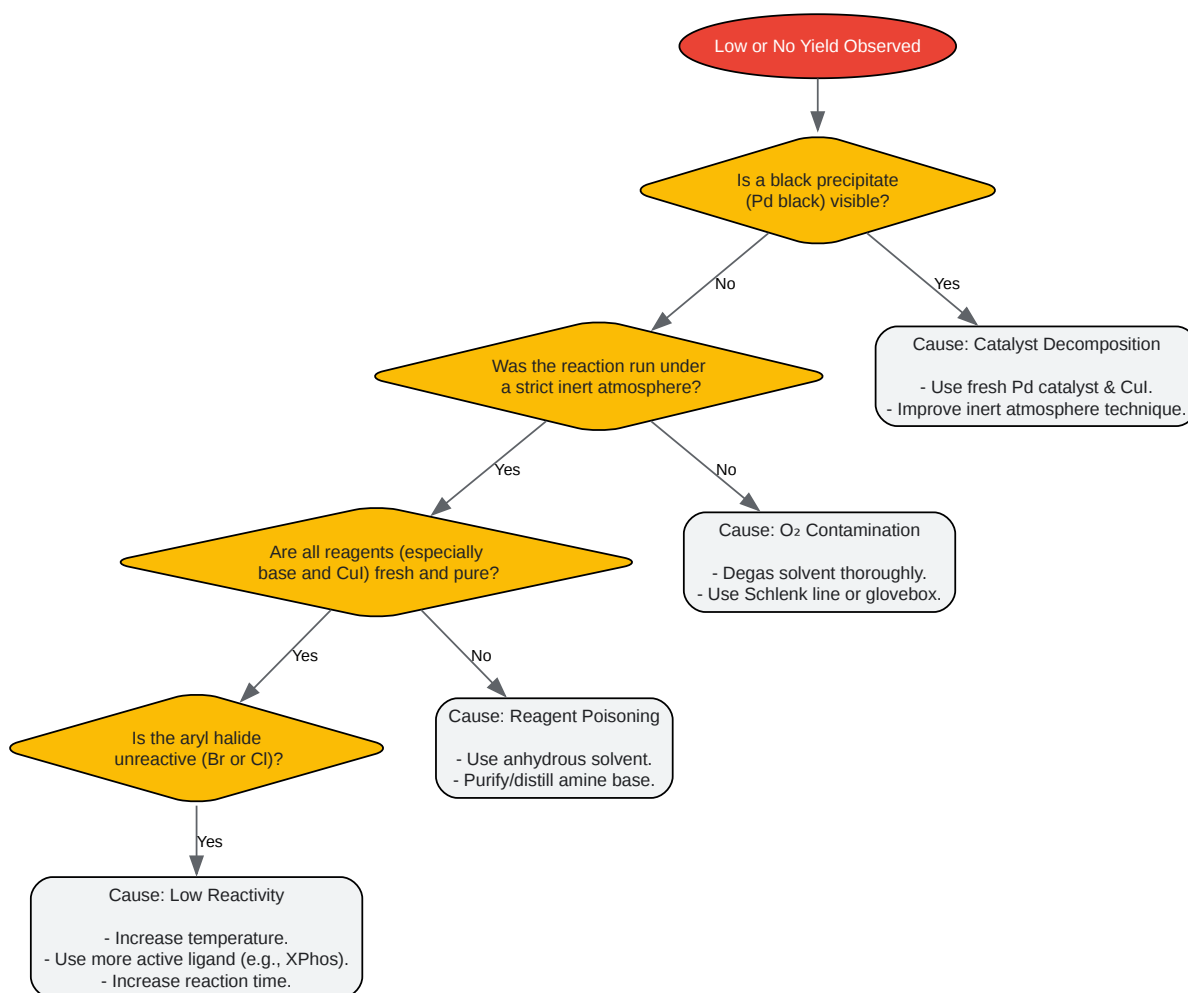 Low or No Yield Observed
Is a black precipitate
(Pd black) visible?
No
Yes
Was the reaction run under
a strict inert atmosphere?
Cause: Catalyst Decomposition
- Use fresh Pd catalyst & CuI.
- Improve inert atmosphere technique.
Yes
No
Are all reagents (especially
base and CuI) fresh and pure?
Cause: O₂ Contamination
- Degas solvent thoroughly.
- Use Schlenk line or glovebox.
Yes
No
Is the aryl halide
unreactive (Br or Cl)?
Cause: Reagent Poisoning
- Use anhydrous solvent.
- Purify/distill amine base.
Yes
Cause: Low Reactivity
- Increase temperature.
- Use more active ligand (e.g., XPhos).
- Increase reaction time.